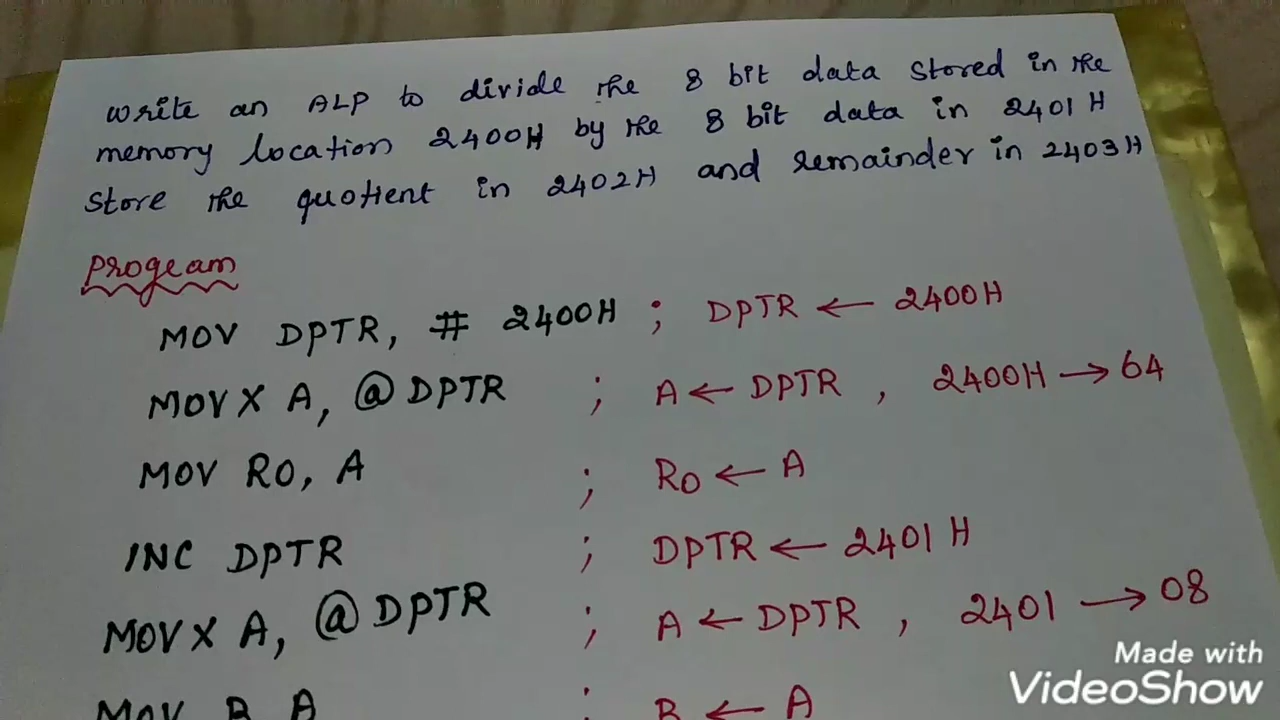 write an ALP to divide the 8 bit data stored in the
memory location 2400H by the 8 bit data in 2401 H
store the quotient in 2402H and remainder in 2403H
Program
MOV DPTR, # 2400H ; DPTR ← 2400H
MOVX A, @DPTR ; A ← DPTR , 2400H → 64
MOV R0, A ; R0 ← A
INC DPTR ; DPTR ← 2401 H
MOVX A, @DPTR ; A ← DPTR , 2401 → 08
MOV B A ; B ← A
Made with
VideoShow